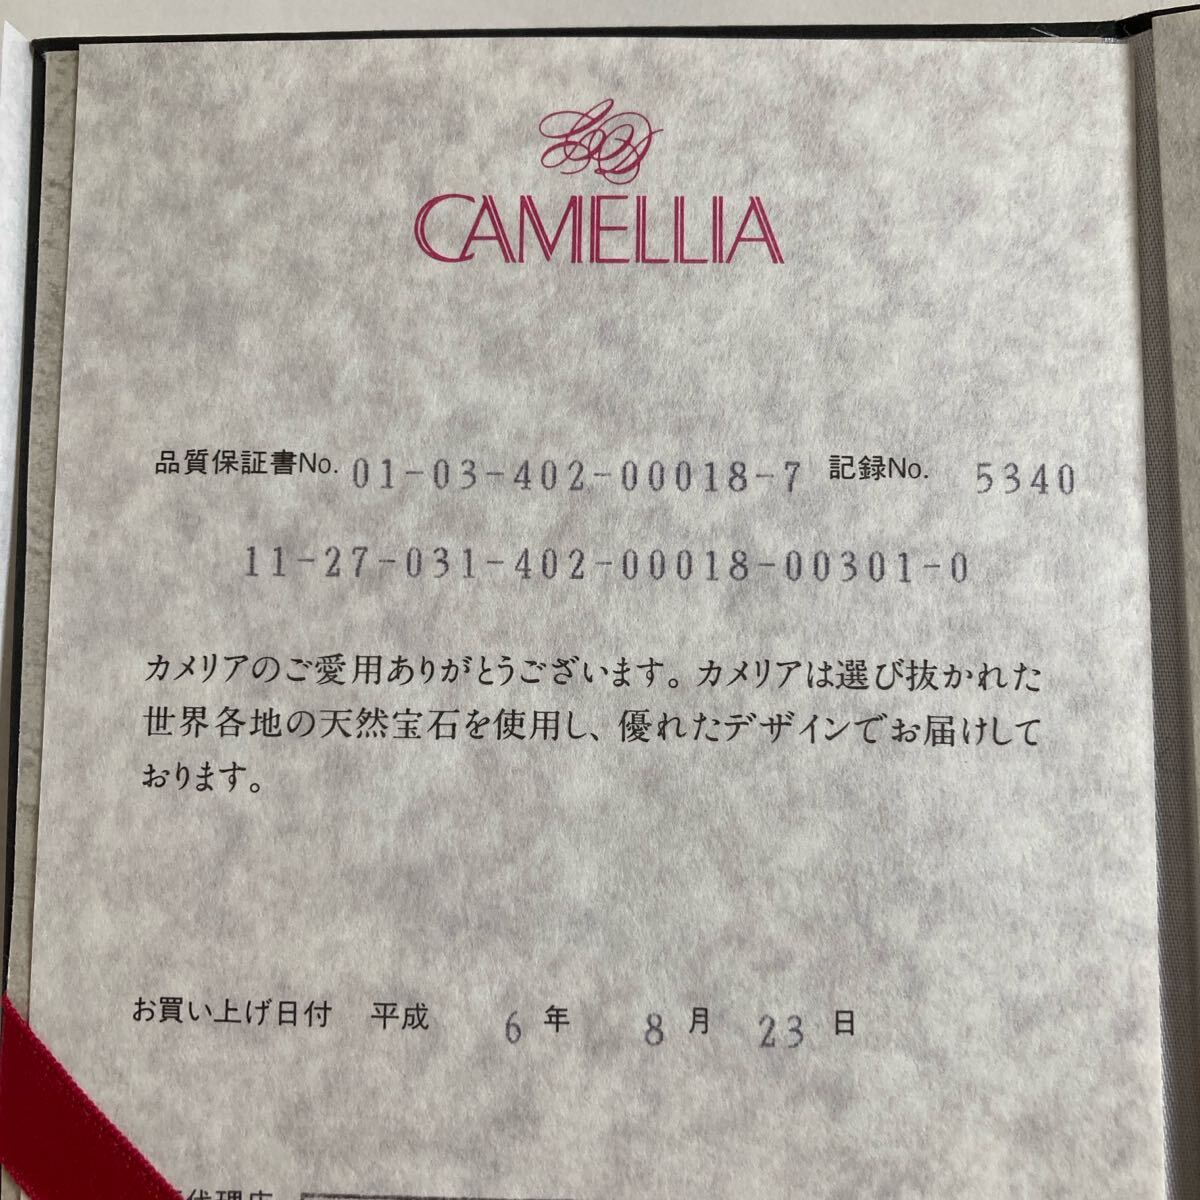 CAMELLIA
品質保証書No. 01-03-402-00018-7 記録No. 5340
11-27-031-402-00018-00301-0
カメリアのご愛用ありがとうございます。カメリアは選び抜かれた
世界各地の天然宝石を使用し、優れたデザインでお届けして
おります。
お買い上げ日付 平成 6 年 8 月 23 日
代理店